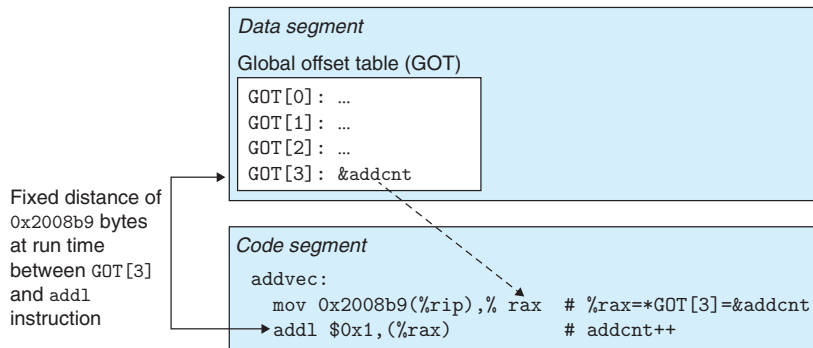 Data segment
Global offset table (GOT)
GOT[0]: …
GOT[1]: …
GOT[2]: …
GOT[3]: &addcnt
Fixed distance of
0x2008b9 bytes
at run time
between GOT[3]
and addl
instruction
Code segment
addvec:
mov 0x2008b9(%rip),% rax # %rax=*GOT[3]=&addcnt
addl $0x1,(%rax) # addcnt++